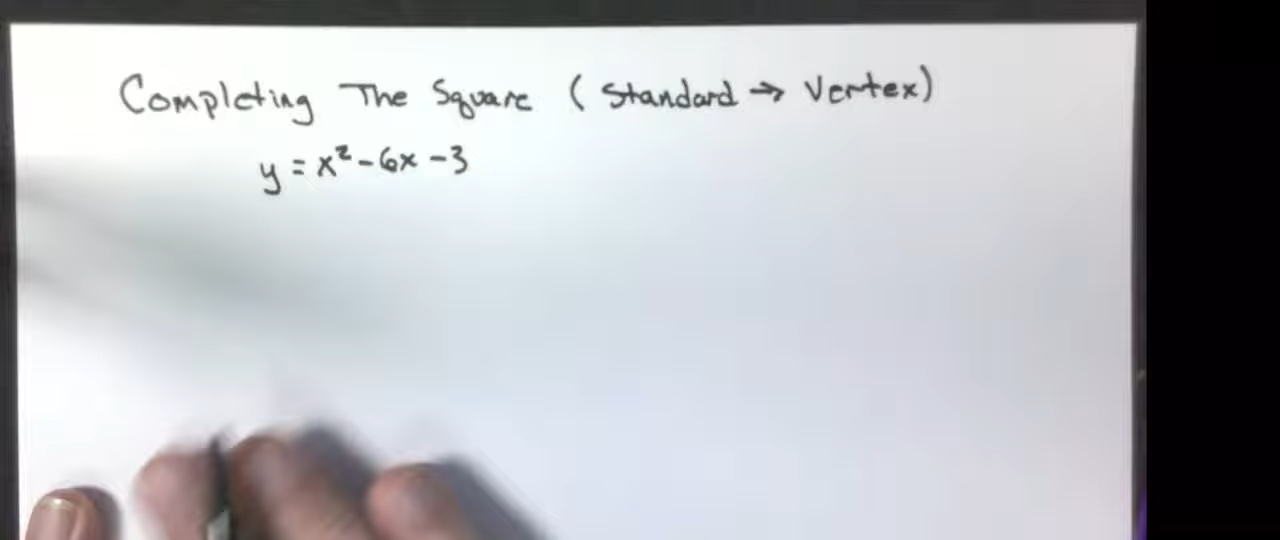 Completing The Square (Standard → Vertex)
y = x² - 6x - 3